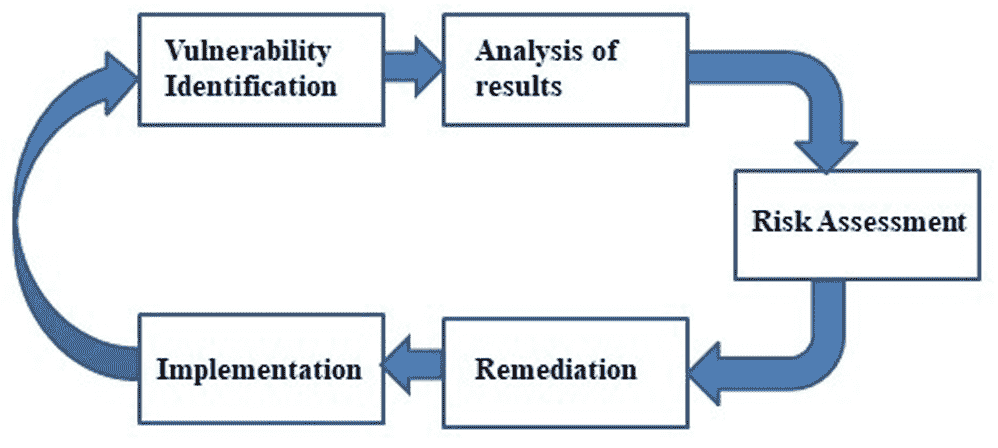 Vulnerability
Identification
Analysis of
results
Risk Assessment
Implementation
Remediation